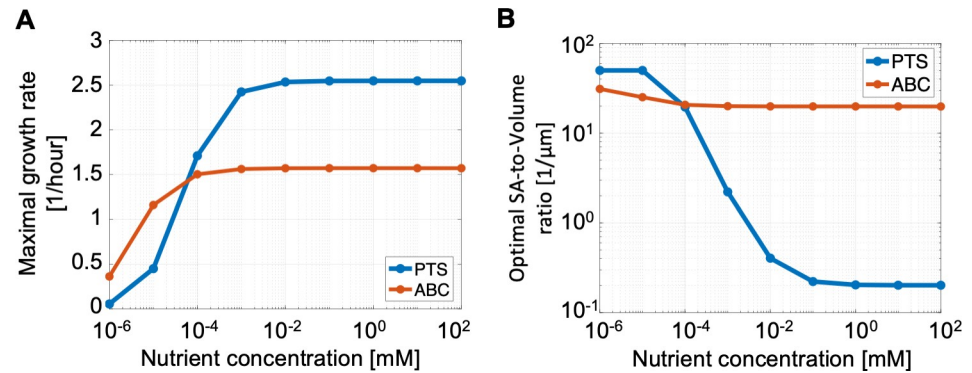 A
3
2.5
2
1.5
1
0.5
0
Maximal growth rate
[1/hour]
PTS
ABC
10^-6 10^-4 10^-2 10^0 10^2
Nutrient concentration [mM]
B
10^2
10^1
10^0
10^-1
Optimal SA-to-Volume
ratio [1/μm]
PTS
ABC
10^-6 10^-4 10^-2 10^0 10^2
Nutrient concentration [mM]